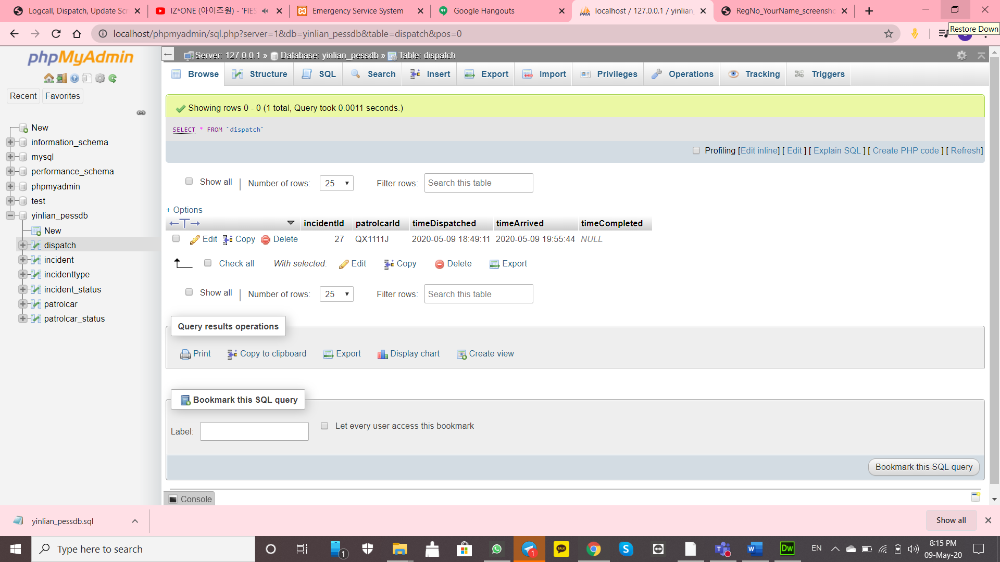 Logcall, Dispatch, Update Scr
IZ*ONE (아이즈원) - 'FIES
Emergency Service System
Google Hangouts
localhost / 127.0.0.1 / yinlian_
RegNo_YourName_screensho
Restore Down
localhost/phpmyadmin/sql.php?server=1&db=yinlian_pessdb&table=dispatch&pos=0
phpMyAdmin
Recent
Favorites
New
information_schema
mysql
performance_schema
phpmyadmin
test
yinlian_pessdb
New
dispatch
incident
incidenttype
incident_status
patrolcar
patrolcar_status
Server: 127.0.0.1 » Database: yinlian_pessdb » Table: dispatch
Browse Structure SQL Search Insert Export Import Privileges Operations Tracking Triggers
Showing rows 0 - 0 (1 total, Query took 0.0011 seconds.)
SELECT * FROM `dispatch`
Profiling [Edit inline] [ Edit ] [ Explain SQL ] [ Create PHP code ] [ Refresh]
Show all | Number of rows: 25 Filter rows: Search this table
+ Options
←T→ incidentId patrolcarId timeDispatched timeArrived timeCompleted
Edit Copy Delete 27 QX1111J 2020-05-09 18:49:11 2020-05-09 19:55:44 NULL
Check all With selected: Edit Copy Delete Export
Show all | Number of rows: 25 Filter rows: Search this table
Query results operations
Print Copy to clipboard Export Display chart Create view
Bookmark this SQL query
Label: Let every user access this bookmark
Bookmark this SQL query
Console
yinlian_pessdb.sql
Show all
Type here to search
1
1
TALK
S
W
Dw
EN
8:15 PM
09-May-20